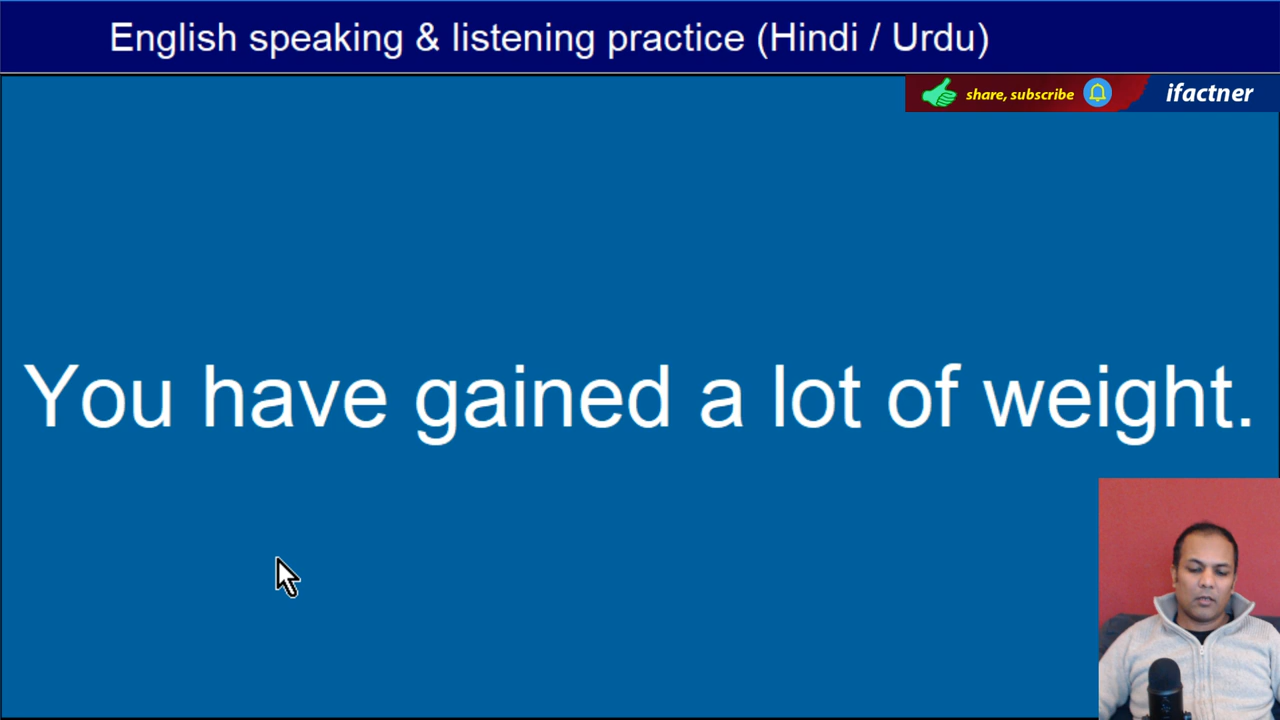 English speaking & listening practice (Hindi / Urdu)
share, subscribe ifactner
You have gained a lot of weight.